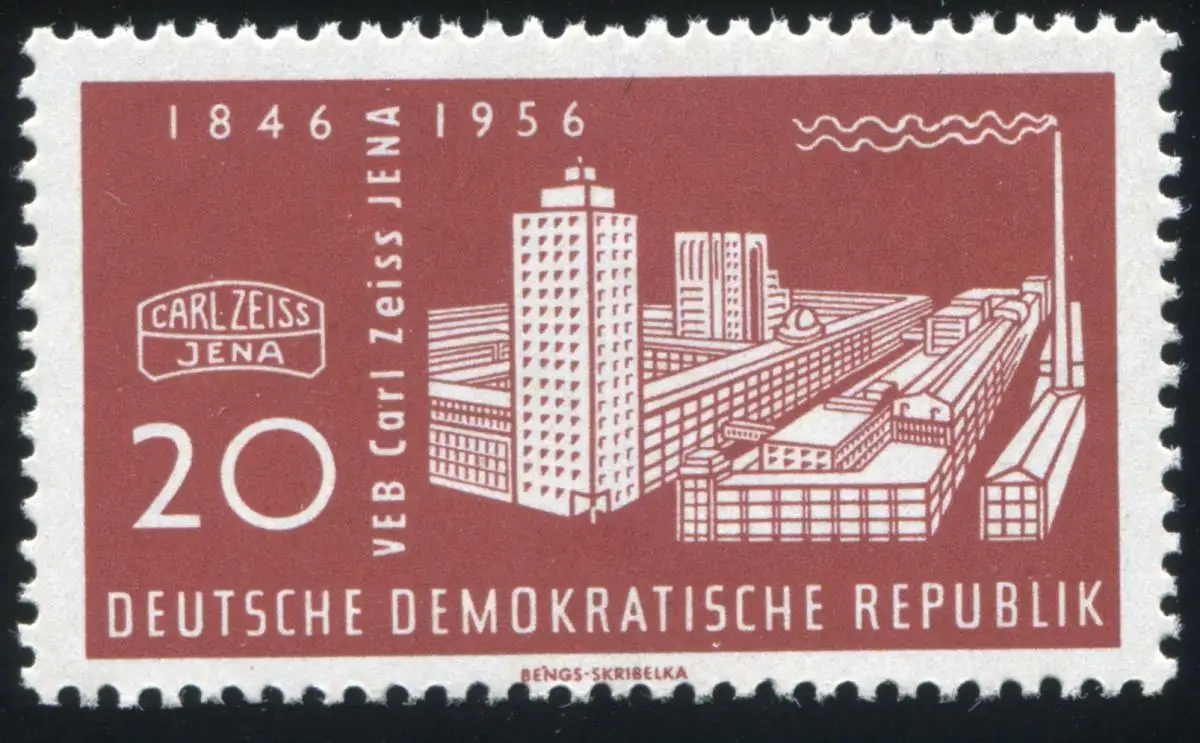 1846 1956
VEB Carl Zeiss JENA
CARL ZEISS
JENA
20
DEUTSCHE DEMOKRATISCHE REPUBLIK
BENGS-SKRIBELKA